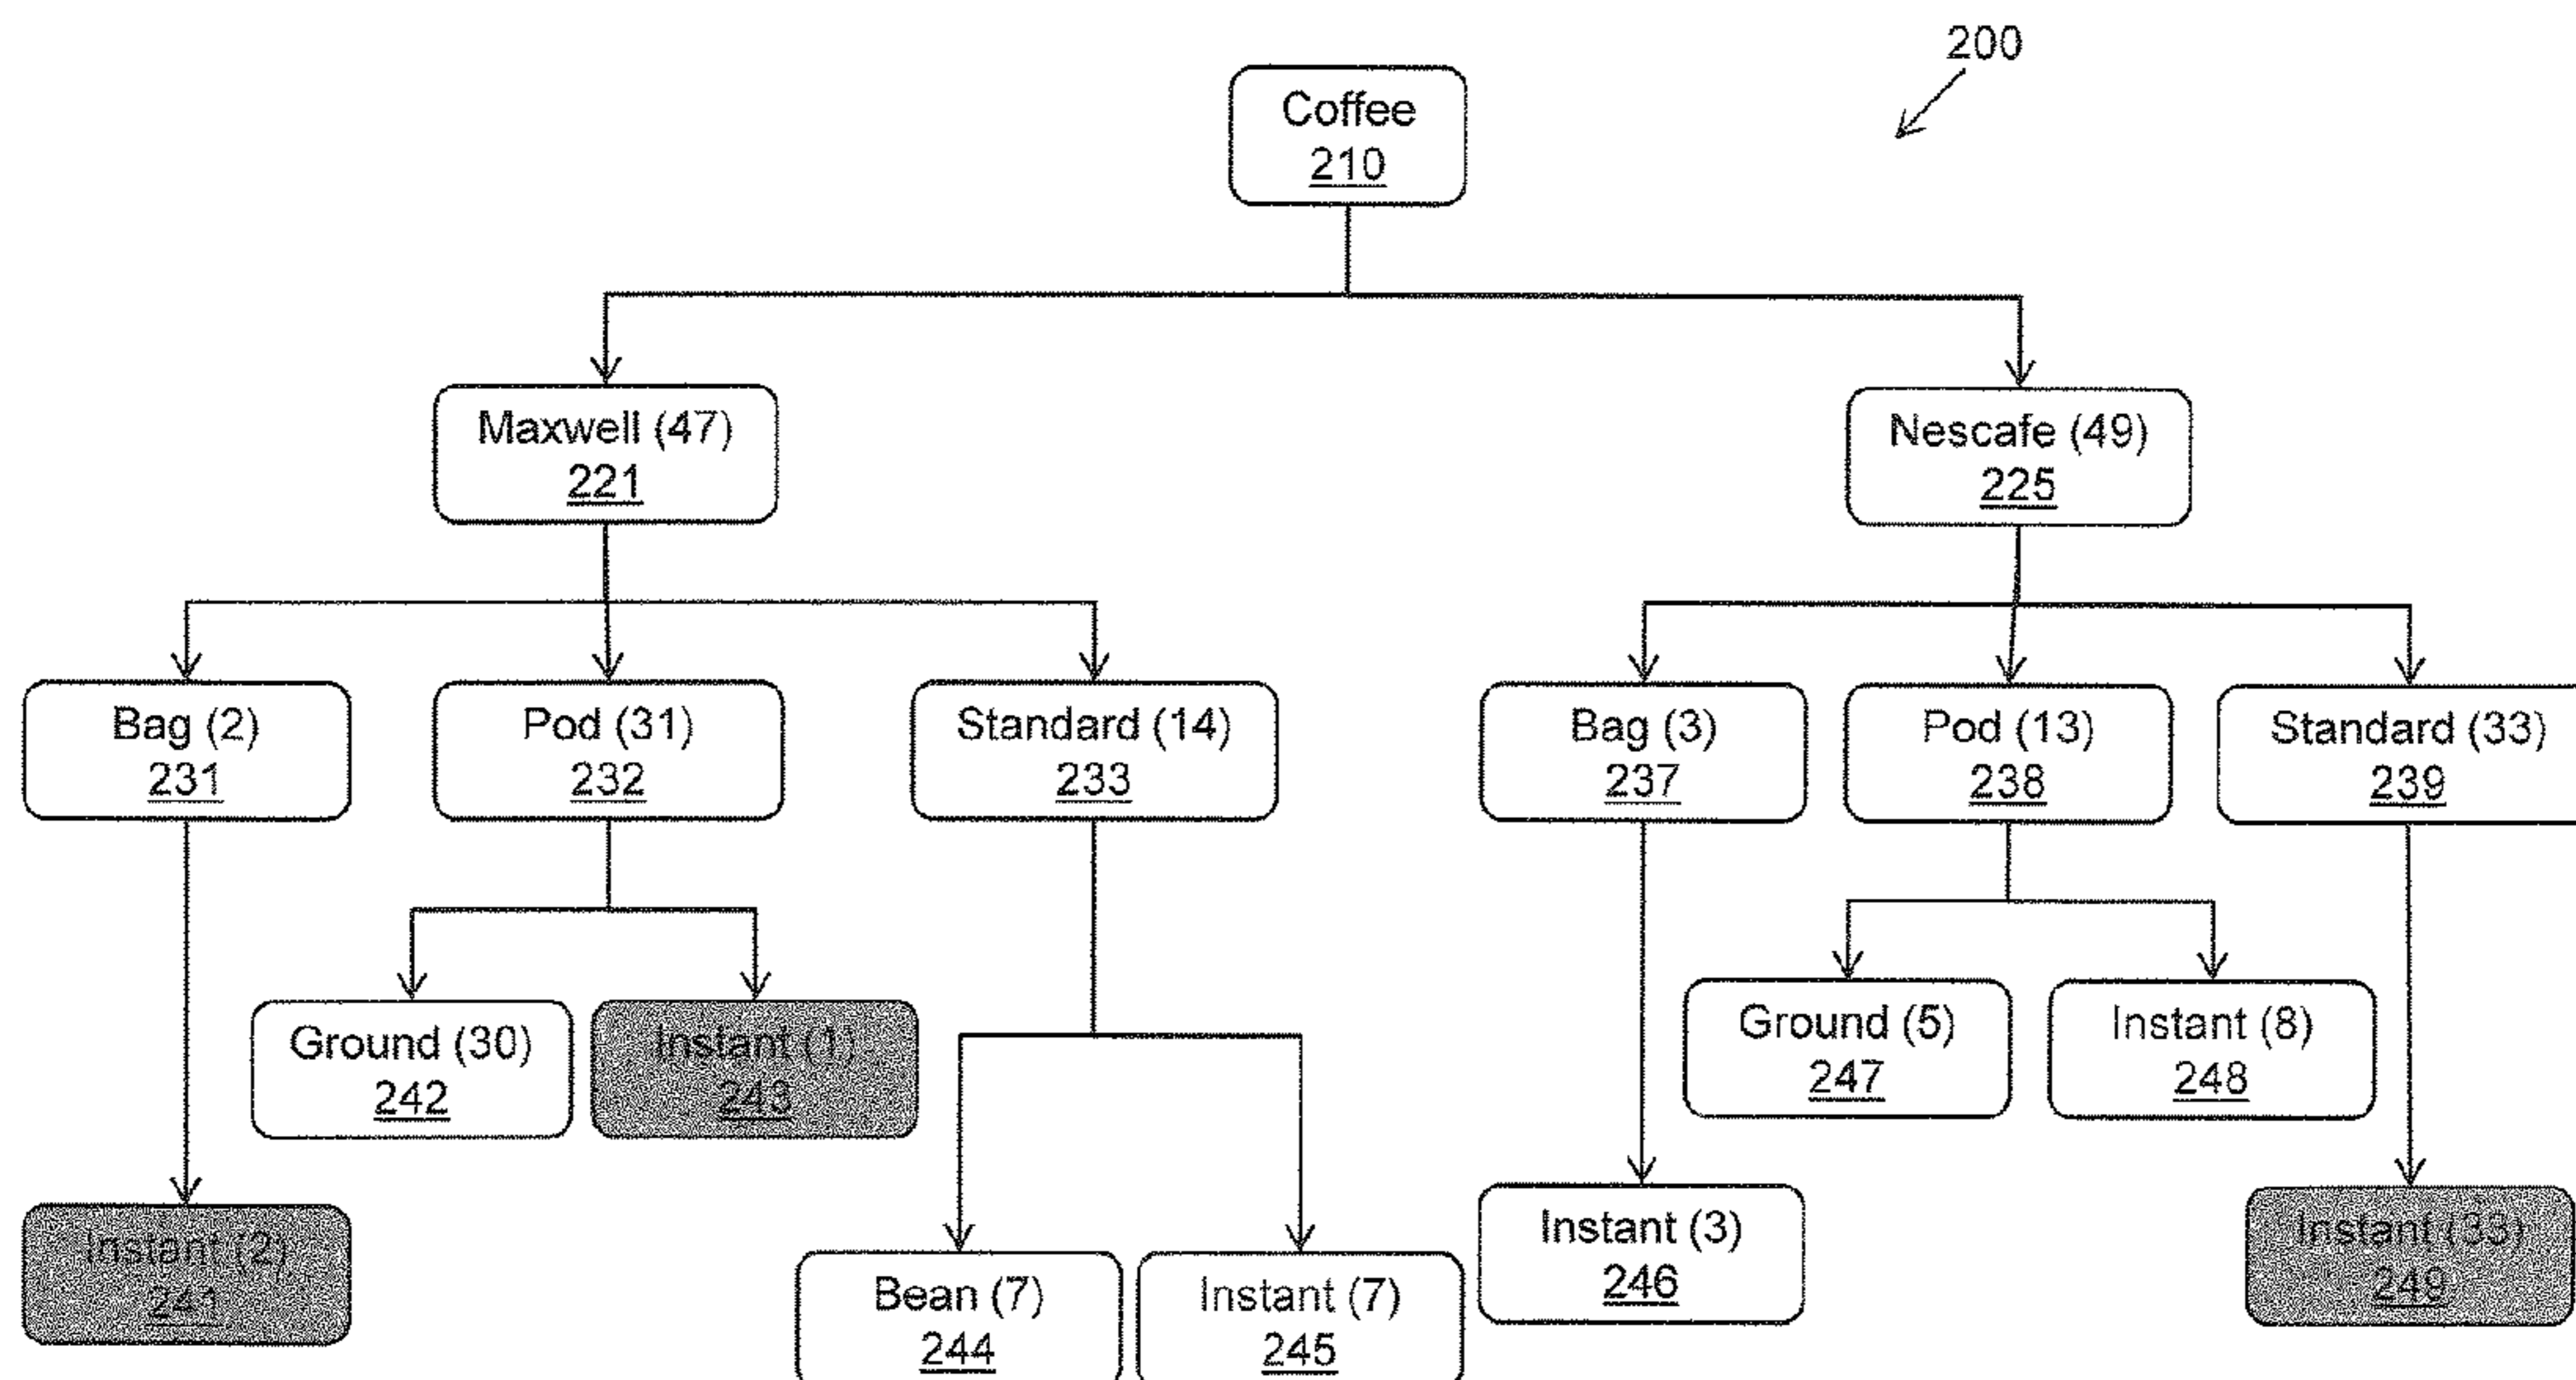 200
Coffee
210
Maxwell (47)
221
Nescafe (49)
225
Bag (2)
231
Pod (31)
232
Standard (14)
233
Bag (3)
237
Pod (13)
238
Standard (33)
239
Ground (30)
242
Instant (1)
243
Ground (5)
247
Instant (8)
248
Instant (2)
241
Bean (7)
244
Instant (7)
245
Instant (3)
246
Instant (33)
249